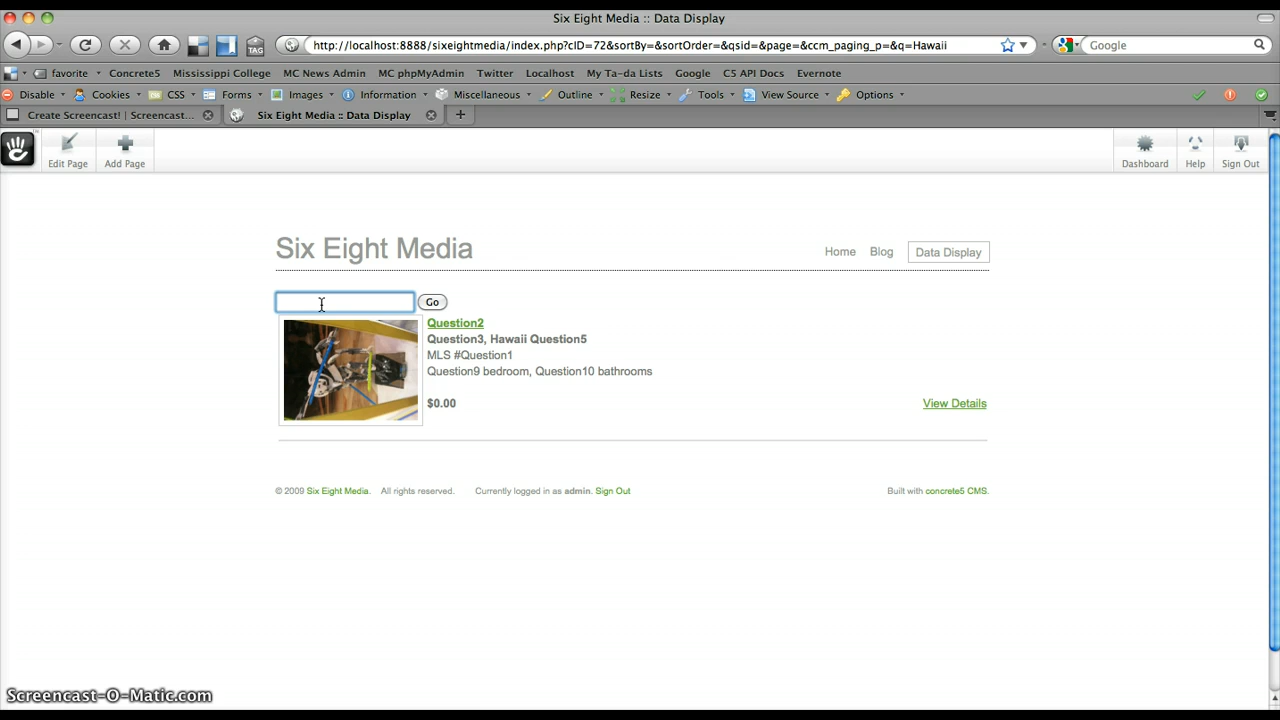 Six Eight Media :: Data Display
http://localhost:8888/sixeightmedia/index.php?cID=72&sortBy=&sortOrder=&qsid=&page=&ccm_paging_p=&q=Hawaii
Google
favorite Concrete5 Mississippi College MC News Admin MC phpMyAdmin Twitter Localhost My Ta-da Lists Google C5 API Docs Evernote
Disable Cookies CSS Forms Images Information Miscellaneous Outline Resize Tools View Source Options
Create Screencast! | Screencast... Six Eight Media :: Data Display
Edit Page Add Page Dashboard Help Sign Out
Six Eight Media Home Blog Data Display
Go
Question2
Question3, Hawaii Question5
MLS #Question1
Question9 bedroom, Question10 bathrooms
$0.00 View Details
© 2009 Six Eight Media. All rights reserved. Currently logged in as admin. Sign Out Built with concrete5 CMS.
Screencast-O-Matic.com